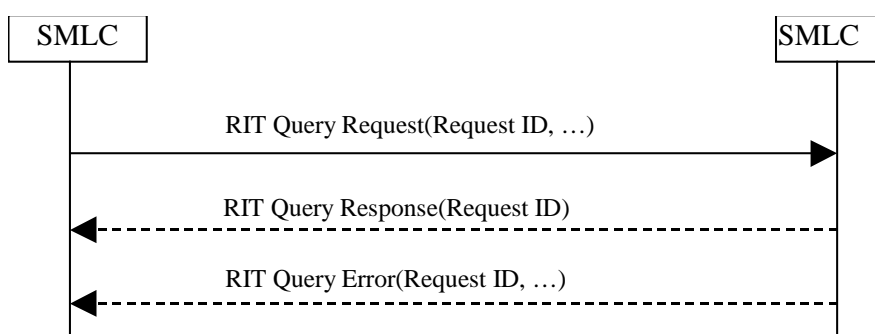 SMLC
SMLC
RIT Query Request(Request ID, …)
RIT Query Response(Request ID)
RIT Query Error(Request ID, …)